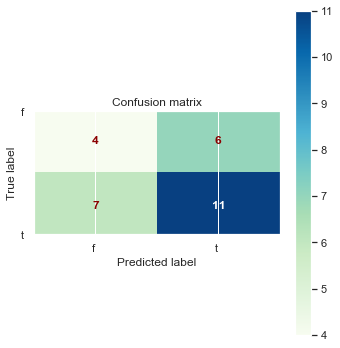 Confusion matrix
True label
f
t
4
6
7
11
f
t
Predicted label
11
10
9
8
7
6
5
4